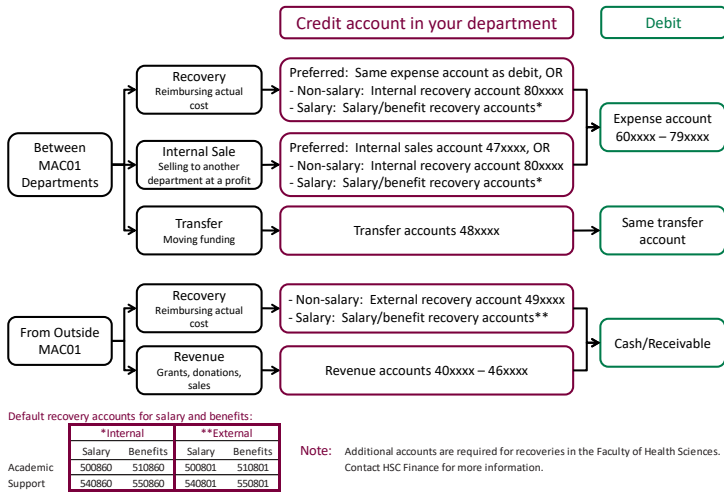 Credit account in your department
Debit
Recovery
Reimbursing actual
cost
Preferred:  Same expense account as debit, OR
- Non-salary:  Internal recovery account 80xxxx
- Salary:  Salary/benefit recovery accounts*
Expense account
60xxxx – 79xxxx
Between
MAC01
Departments
Internal Sale
Selling to another
department at a profit
Preferred:  Internal sales account 47xxxx, OR
- Non-salary:  Internal recovery account 80xxxx
- Salary:  Salary/benefit recovery accounts*
Transfer
Moving funding
Transfer accounts 48xxxx
Same transfer
account
From Outside
MAC01
Recovery
Reimbursing actual
cost
- Non-salary:  External recovery account 49xxxx
- Salary:  Salary/benefit recovery accounts**
Cash/Receivable
Revenue
Grants, donations,
sales
Revenue accounts 40xxxx – 46xxxx
Default recovery accounts for salary and benefits:
*Internal **External
Salary Benefits Salary Benefits
Academic 500860 510860 500801 510801
Support 540860 550860 540801 550801
Note: Additional accounts are required for recoveries in the Faculty of Health Sciences.
Contact HSC Finance for more information.